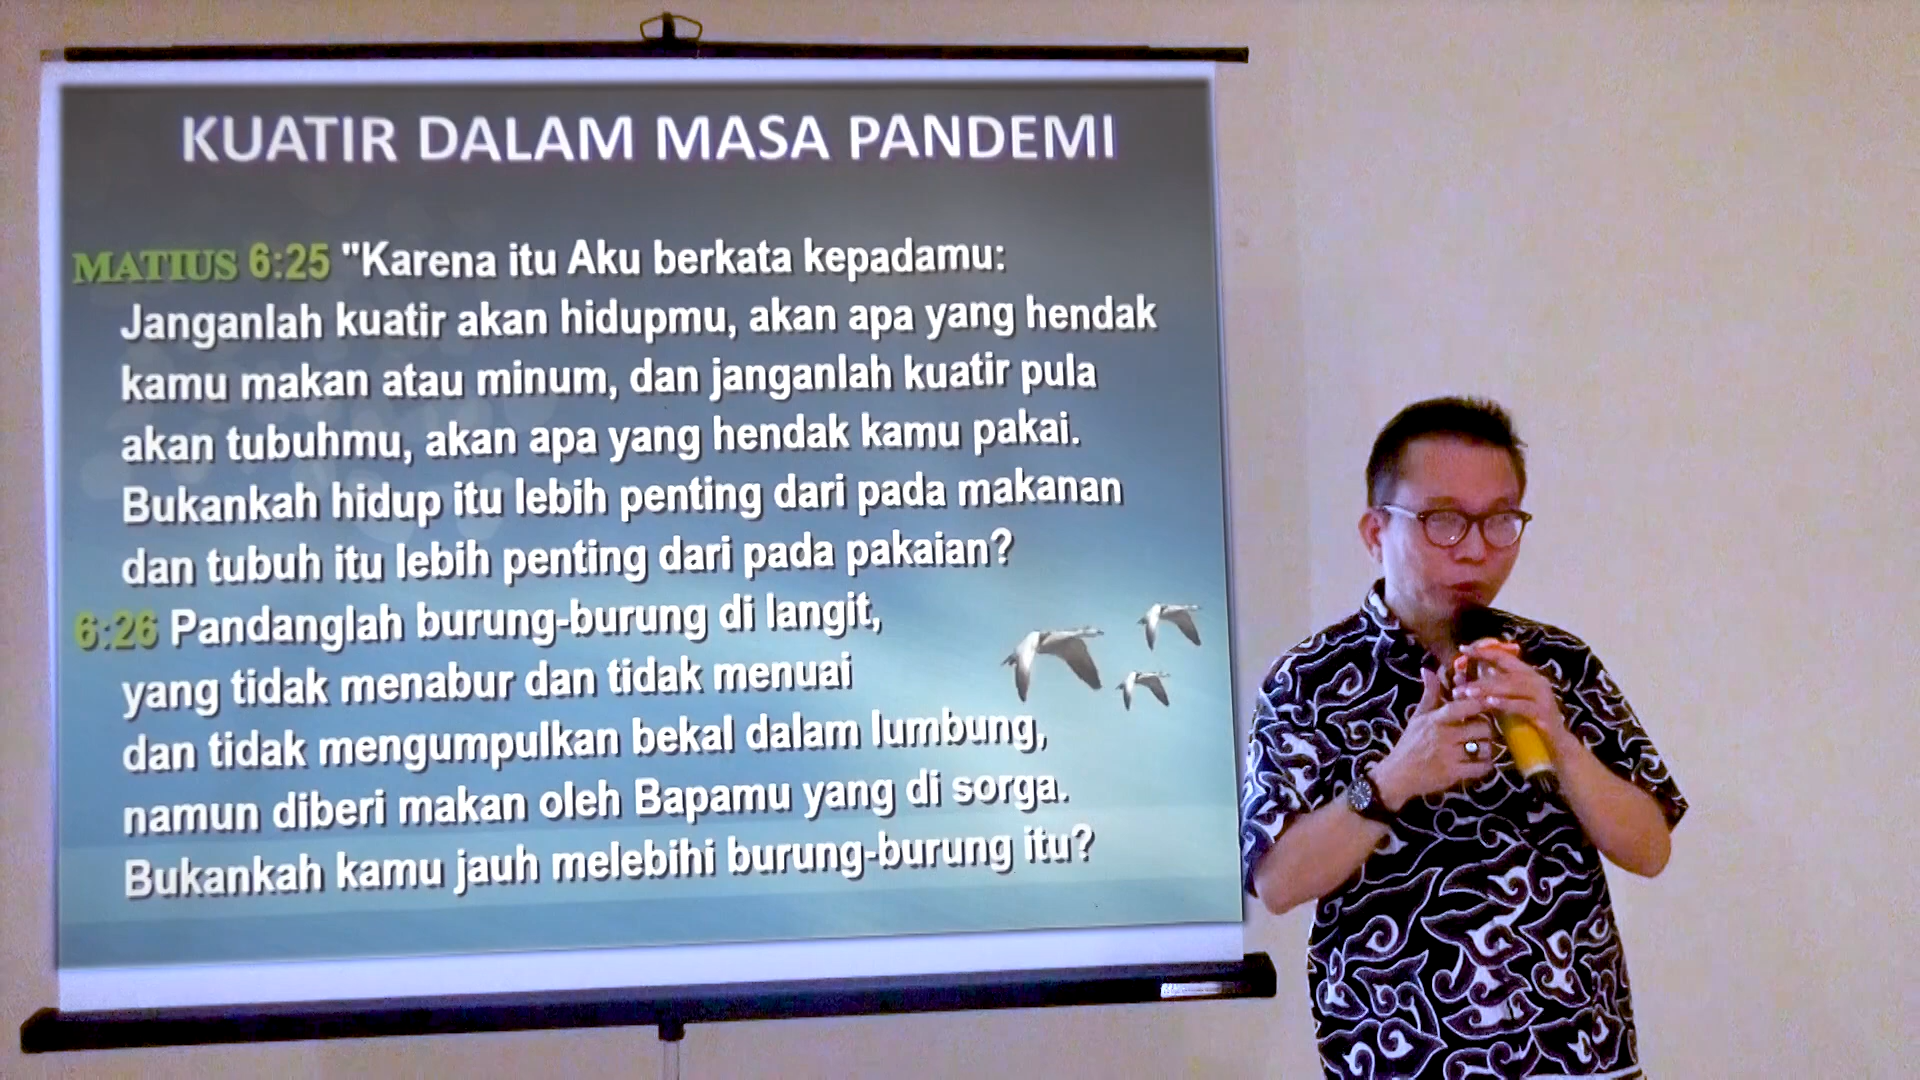 KUATIR DALAM MASA PANDEMI
MATIUS 6:25 "Karena itu Aku berkata kepadamu:
Janganlah kuatir akan hidupmu, akan apa yang hendak
kamu makan atau minum, dan janganlah kuatir pula
akan tubuhmu, akan apa yang hendak kamu pakai.
Bukankah hidup itu lebih penting dari pada makanan
dan tubuh itu lebih penting dari pada pakaian?
6:26 Pandanglah burung-burung di langit,
yang tidak menabur dan tidak menuai
dan tidak mengumpulkan bekal dalam lumbung,
namun diberi makan oleh Bapamu yang di sorga.
Bukankah kamu jauh melebihi burung-burung itu?